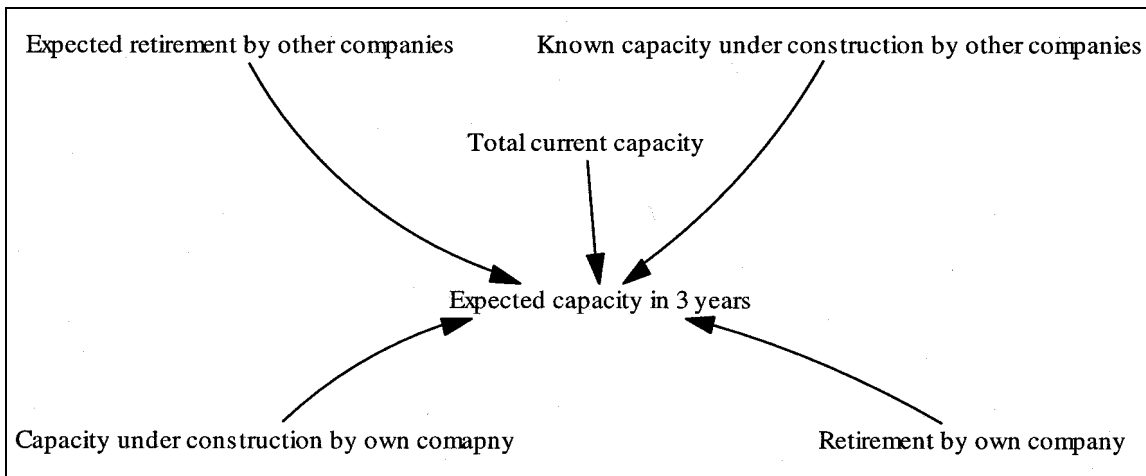 Expected retirement by other companies
Known capacity under construction by other companies
Total current capacity
Expected capacity in 3 years
Capacity under construction by own comapny
Retirement by own company